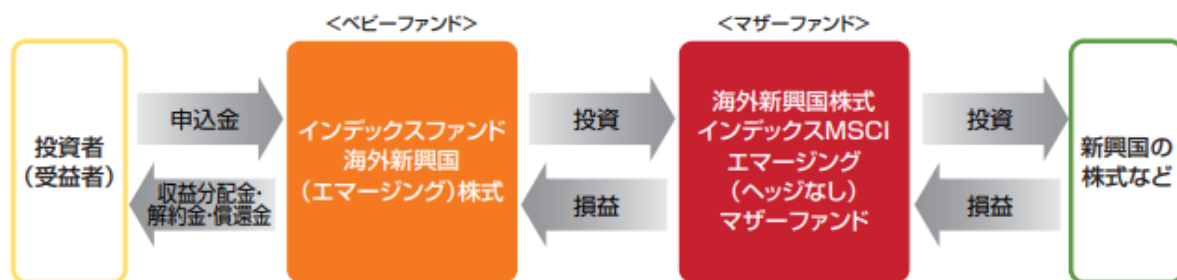 <ベビーファンド>
<マザーファンド>
投資者
(受益者)
申込金
収益分配金・
解約金・償還金
インデックスファンド
海外新興国
(エマージング)株式
投資
損益
海外新興国株式
インデックスMSCI
エマージング
(ヘッジなし)
マザーファンド
投資
損益
新興国の
株式など